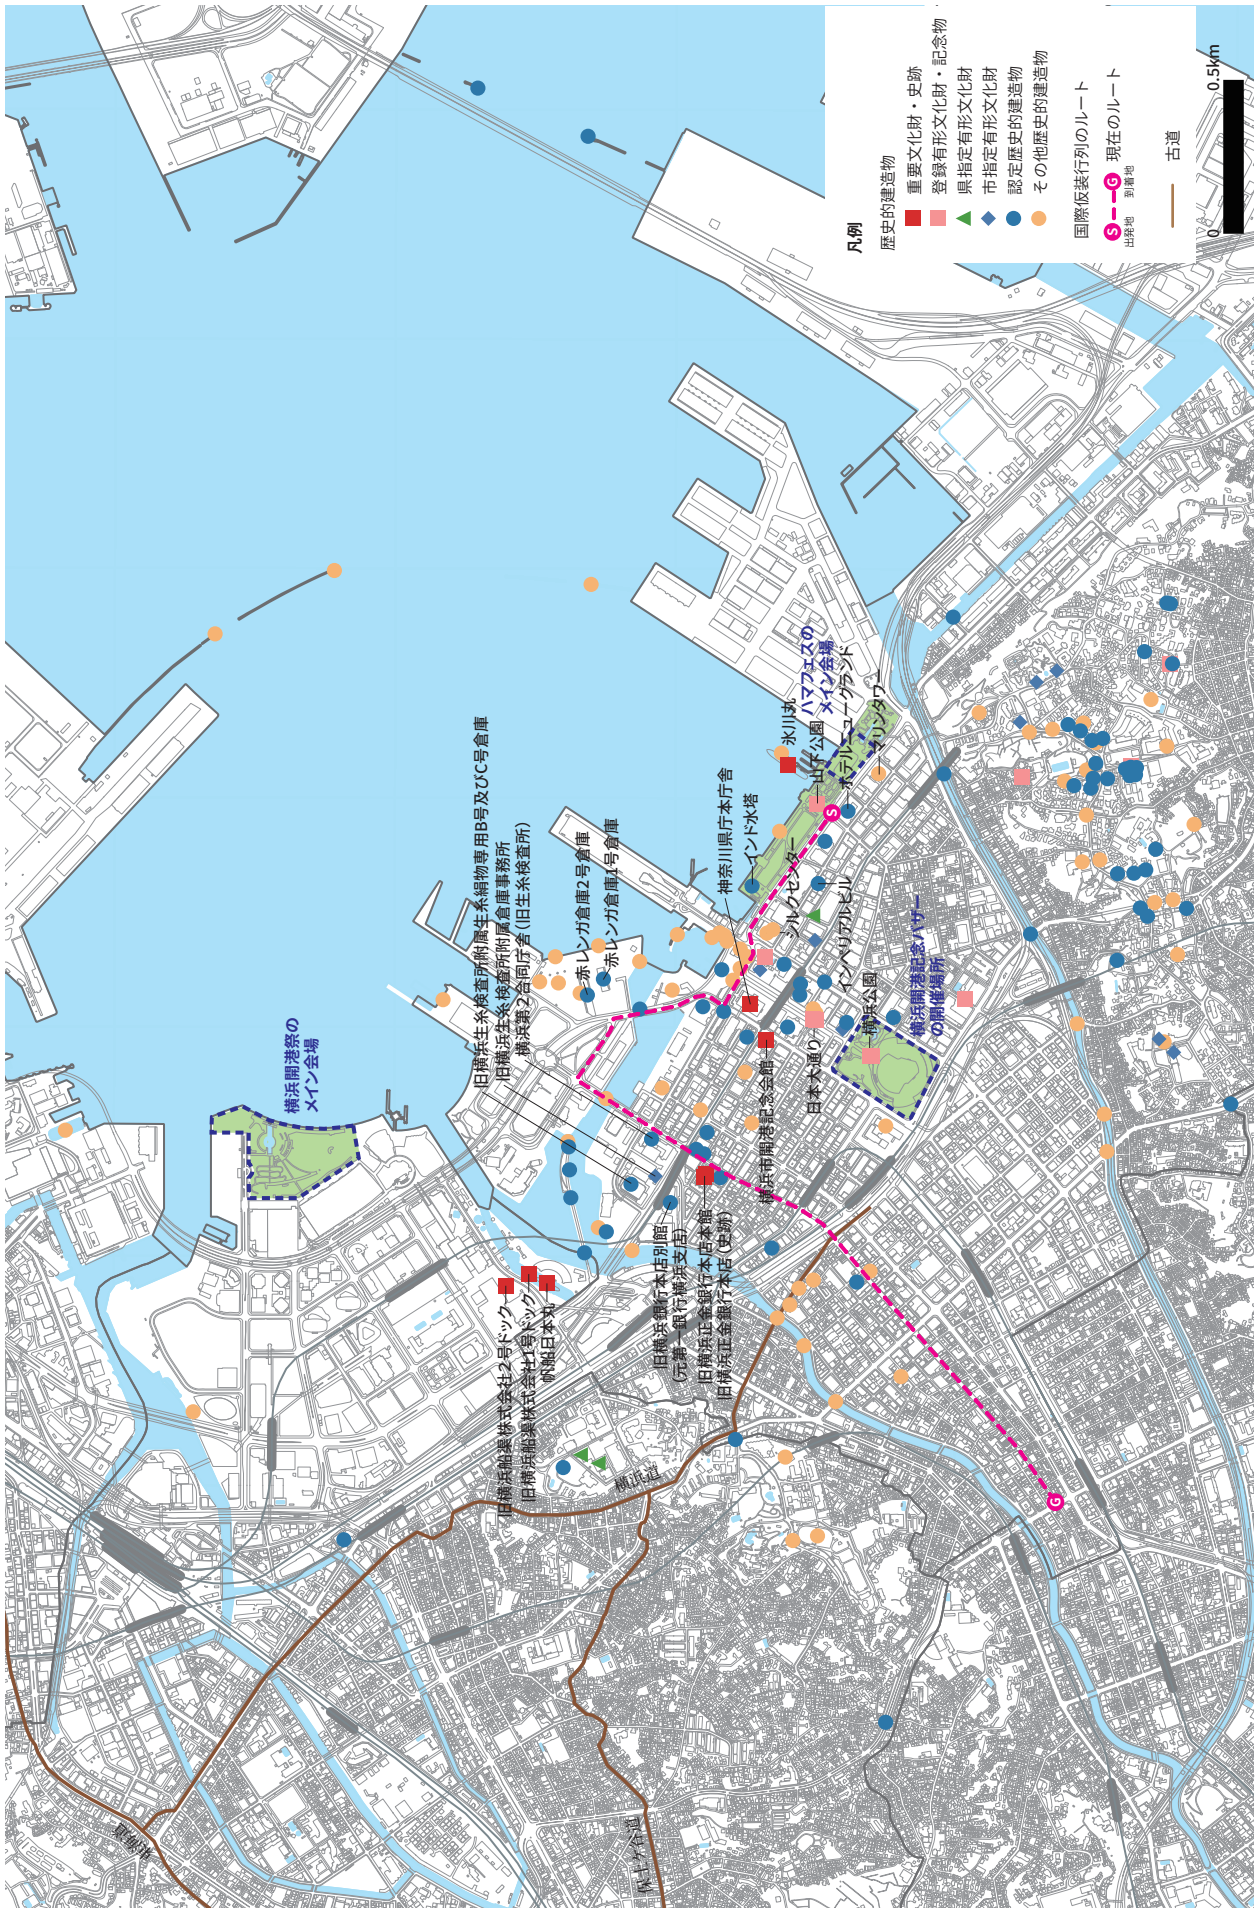 凡例
歴史的建造物
重要文化財・史跡
登録有形文化財・記念物
県指定有形文化財
市指定有形文化財
認定歴史的建造物
その他歴史的建造物
国際仮装行列のルート
S G 現在のルート
出発地 到着地
古道
0 0.5km
横浜開港祭の
メイン会場
旧横浜生糸検査所附属生糸絹物専用B号及びC号倉庫
旧横浜生糸検査所附属倉庫事務所
横浜第2合同庁舎(旧生糸検査所)
赤レンガ倉庫2号倉庫
赤レンガ倉庫1号倉庫
神奈川県庁本庁舎
インド水塔
氷川丸
ハマフェスの
メイン会場
山下公園
ホテルニューグランド
マリンタワー
S
シルクセンター
インペリアルビル
横浜公園
横浜開港記念バザー
の開催場所
日本大通り
横浜市開港記念会館
旧横浜船渠株式会社2号ドック
旧横浜船渠株式会社1号ドック
帆船日本丸
旧横浜銀行本店別館
(元第一銀行横浜支店)
旧横浜正金銀行本店本館
旧横浜正金銀行本店(史跡)
横浜道
G
保土ヶ谷道